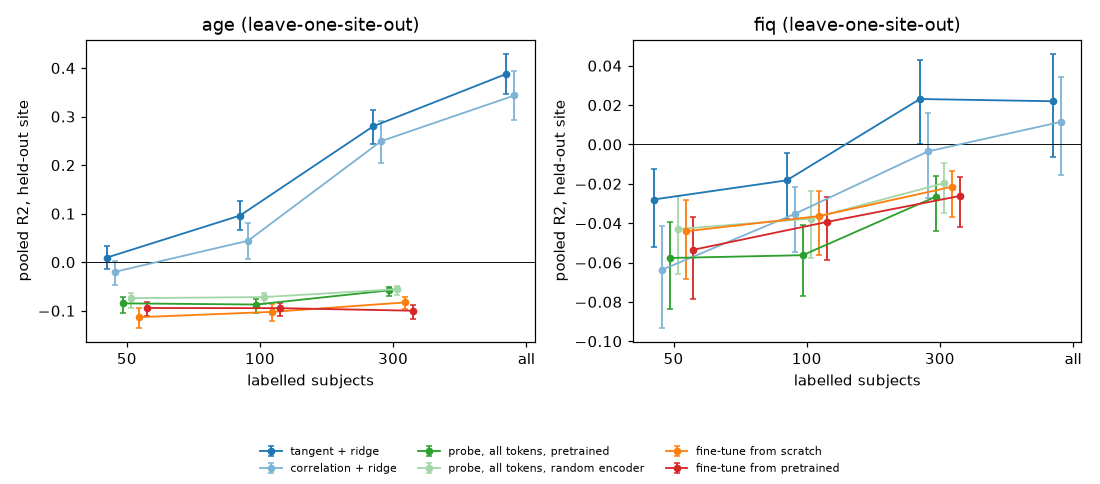 age (leave-one-site-out)
pooled R2, held-out site
0.4
0.3
0.2
0.1
0.0
−0.1
50
100
300
all
labelled subjects
fiq (leave-one-site-out)
pooled R2, held-out site
0.04
0.02
0.00
−0.02
−0.04
−0.06
−0.08
−0.10
50
100
300
all
labelled subjects
tangent + ridge
correlation + ridge
probe, all tokens, pretrained
probe, all tokens, random encoder
fine-tune from scratch
fine-tune from pretrained